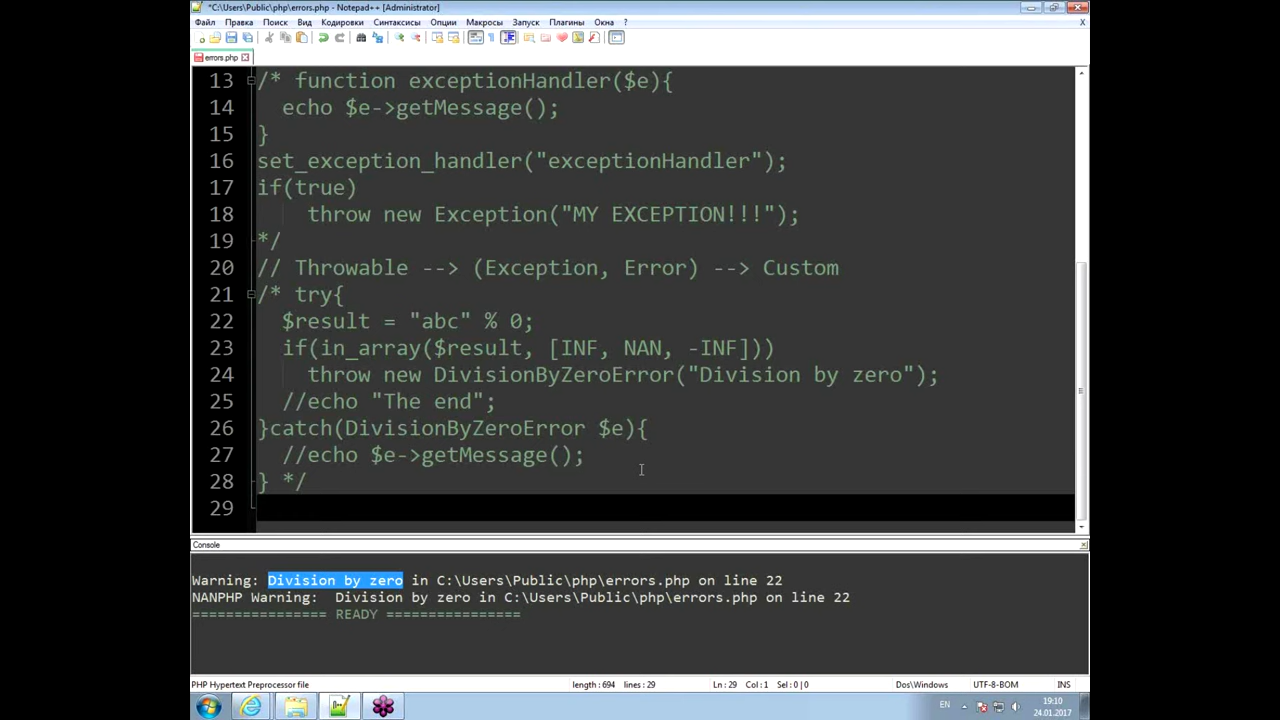 *C:\Users\Public\php\errors.php - Notepad++ [Administrator]
Файл Правка Поиск Вид Кодировки Синтаксисы Опции Макросы Запуск Плагины Окна ? X
errors.php
13 /* function exceptionHandler($e){
14 echo $e->getMessage();
15 }
16 set_exception_handler("exceptionHandler");
17 if(true)
18 throw new Exception("MY EXCEPTION!!!");
19 */
20 // Throwable --> (Exception, Error) --> Custom
21 /* try{
22 $result = "abc" % 0;
23 if(in_array($result, [INF, NAN, -INF]))
24 throw new DivisionByZeroError("Division by zero");
25 //echo "The end";
26 }catch(DivisionByZeroError $e){
27 //echo $e->getMessage();
28 } */
29
Console
Warning: Division by zero in C:\Users\Public\php\errors.php on line 22
NANPHP Warning:  Division by zero in C:\Users\Public\php\errors.php on line 22
================ READY ================
PHP Hypertext Preprocessor file length : 694 lines : 29 Ln : 29 Col : 1 Sel : 0 | 0 Dos\Windows UTF-8-BOM INS
EN 19:10
24.01.2017